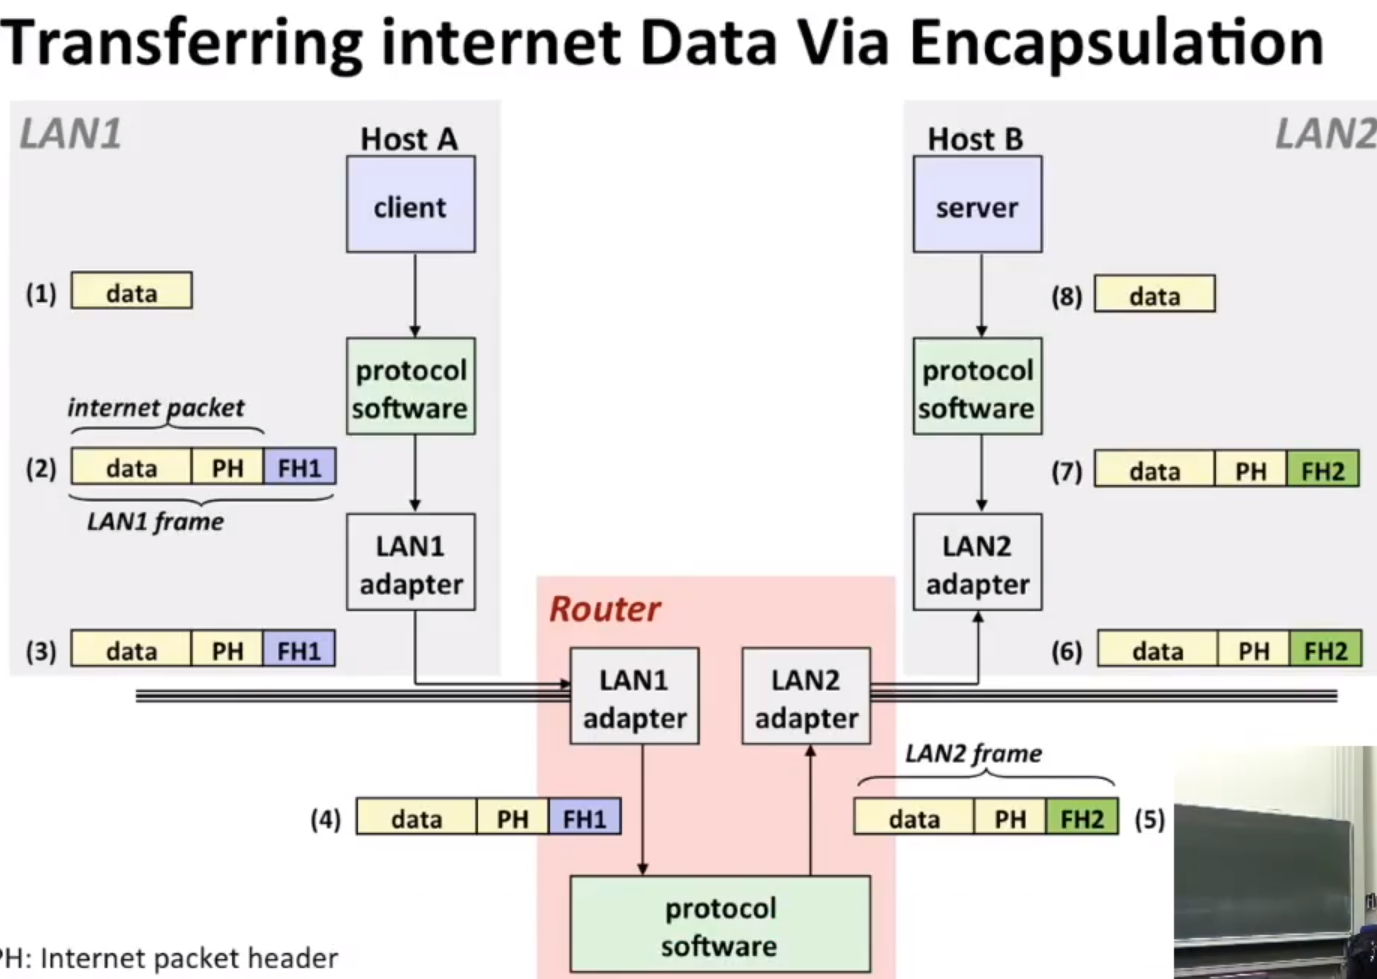 Transferring internet Data Via Encapsulation
LAN1
Host A
client
(1) data
protocol
software
internet packet
(2) data PH FH1
LAN1 frame
LAN1
adapter
(3) data PH FH1
Host B
LAN2
server
(8) data
protocol
software
(7) data PH FH2
LAN2
adapter
(6) data PH FH2
Router
LAN1
adapter
LAN2
adapter
(4) data PH FH1
LAN2 frame
data PH FH2 (5)
protocol
software
PH: Internet packet header